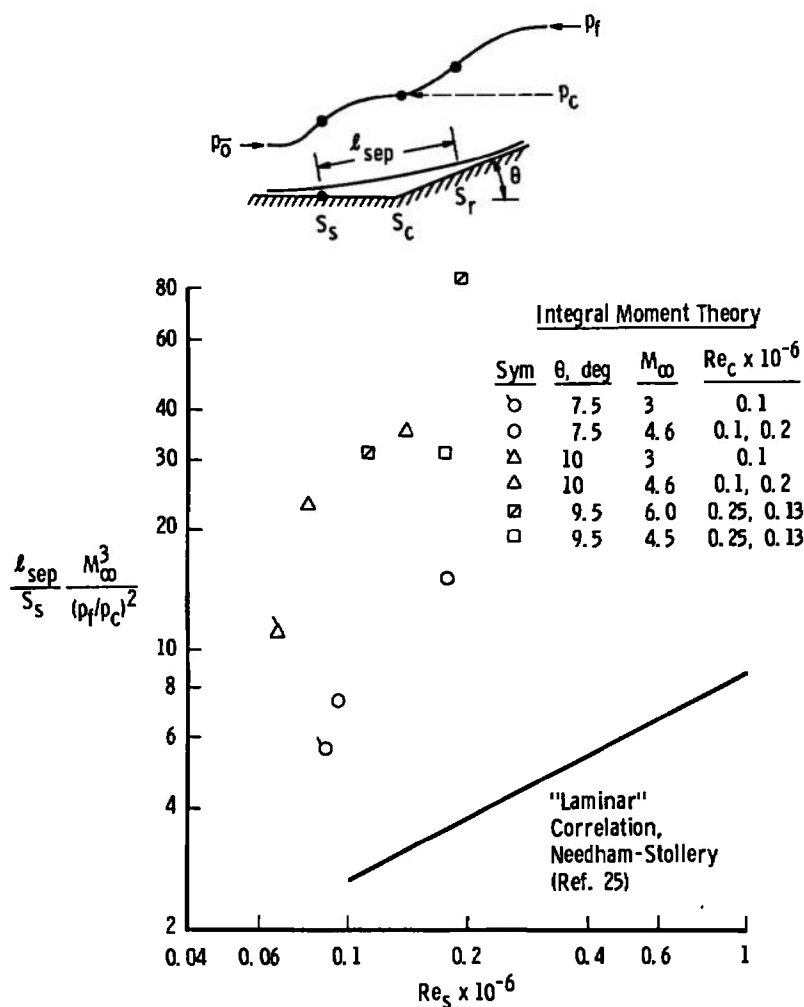 p_f
p_c
p_0̄
ℓ_sep
θ
S_s S_c S_r
80
60
40
30
20
10
8
6
4
2
ℓ_sep/S_s M_∞^3/(p_f/p_c)^2
Integral Moment Theory
Sym θ, deg M_∞ Re_c x 10^-6
7.5 3 0.1
7.5 4.6 0.1, 0.2
10 3 0.1
10 4.6 0.1, 0.2
9.5 6.0 0.25, 0.13
9.5 4.5 0.25, 0.13
"Laminar"
Correlation,
Needham-Stollery
(Ref. 25)
0.04 0.06 0.1 0.2 0.4 0.6 1
Re_s x 10^-6